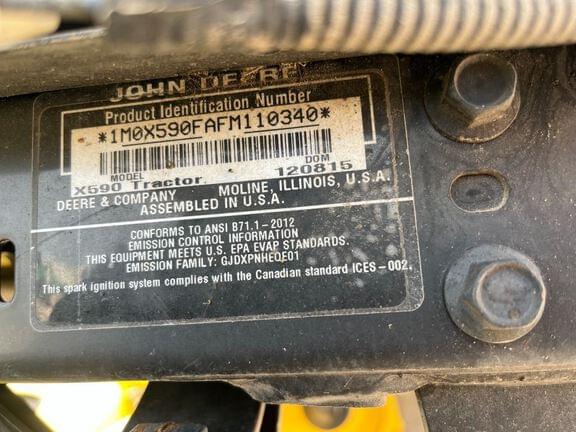 JOHN DEERE
Product Identification Number
*1M0X590FAFM110340*
DOM
X590 Tractor 120815
DEERE & COMPANY MOLINE, ILLINOIS, U.S.A.
ASSEMBLED IN U.S.A.
CONFORMS TO ANSI B71.1-2012
EMISSION CONTROL INFORMATION
THIS EQUIPMENT MEETS U.S. EPA EVAP STANDARDS.
EMISSION FAMILY: GJDXPNHEQE01
This spark ignition system complies with the Canadian standard ICES-002.